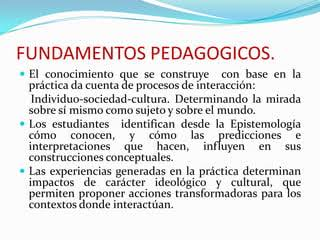 FUNDAMENTOS PEDAGOGICOS.
El conocimiento que se construye con base en la
práctica da cuenta de procesos de interacción:
Individuo-sociedad-cultura. Determinando la mirada
sobre sí mismo como sujeto y sobre el mundo.
Los estudiantes identifican desde la Epistemología
cómo conocen, y cómo las predicciones e
interpretaciones que hacen, influyen en sus
construcciones conceptuales.
Las experiencias generadas en la práctica determinan
impactos de carácter ideológico y cultural, que
permiten proponer acciones transformadoras para los
contextos donde interactúan.